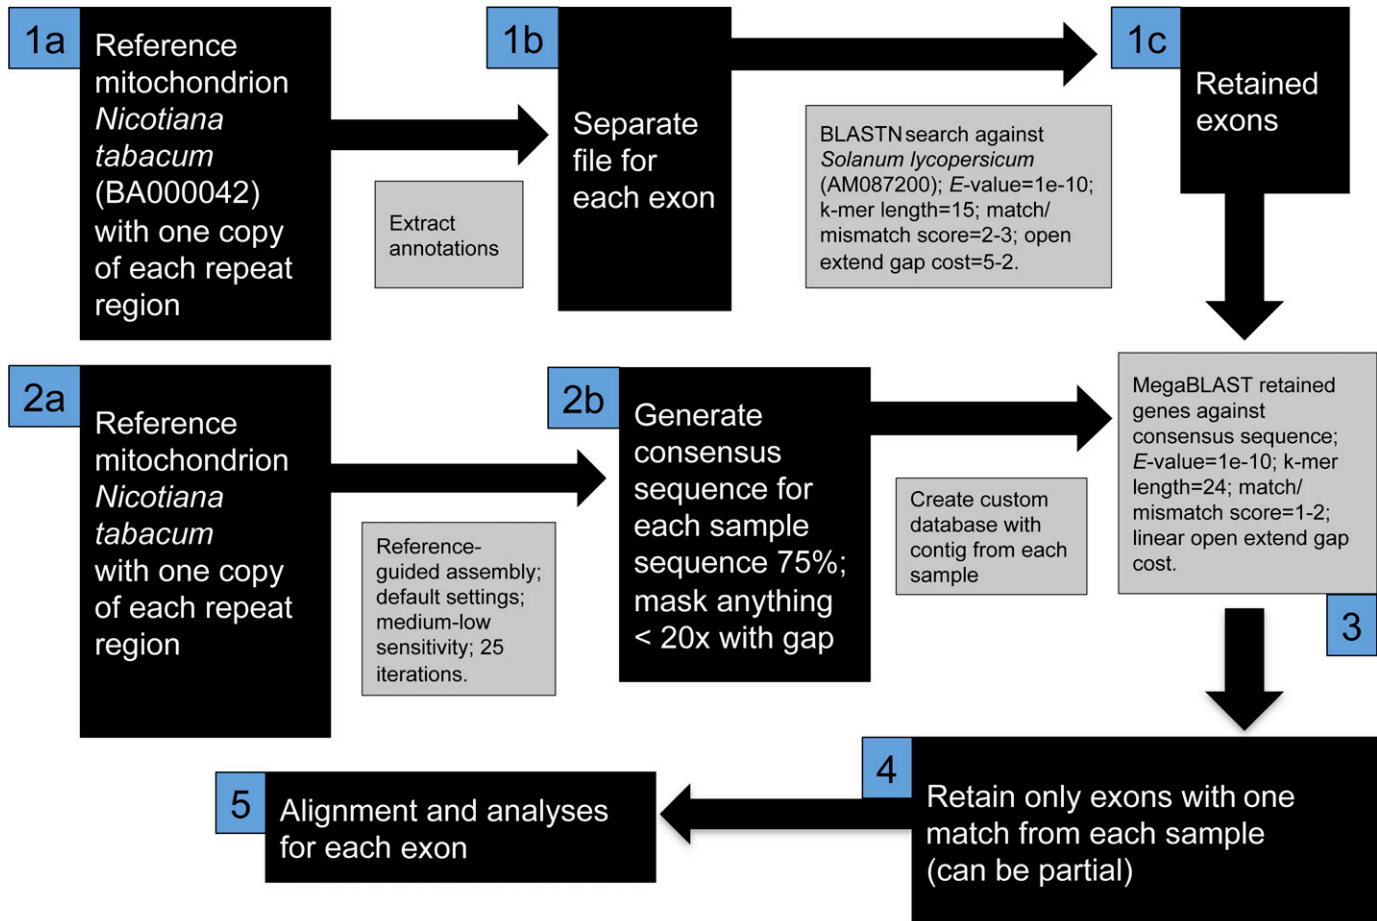 1a
Reference
mitochondrion
Nicotiana
tabacum
(BA000042)
with one copy
of each repeat
region
Extract
annotations
1b
Separate
file for
each exon
BLASTN search against
Solanum lycopersicum
(AM087200); E-value=1e-10;
k-mer length=15; match/
mismatch score=2-3; open
extend gap cost=5-2.
1c
Retained
exons
2a
Reference
mitochondrion
Nicotiana
tabacum
with one copy
of each repeat
region
Reference-
guided assembly;
default settings;
medium-low
sensitivity; 25
iterations.
2b
Generate
consensus
sequence for
each sample
sequence 75%;
mask anything
< 20x with gap
Create custom
database with
contig from each
sample
MegaBLAST retained
genes against
consensus sequence;
E-value=1e-10; k-mer
length=24; match/
mismatch score=1-2;
linear open extend gap
cost.
3
4
Retain only exons with one
match from each sample
(can be partial)
5
Alignment and analyses
for each exon